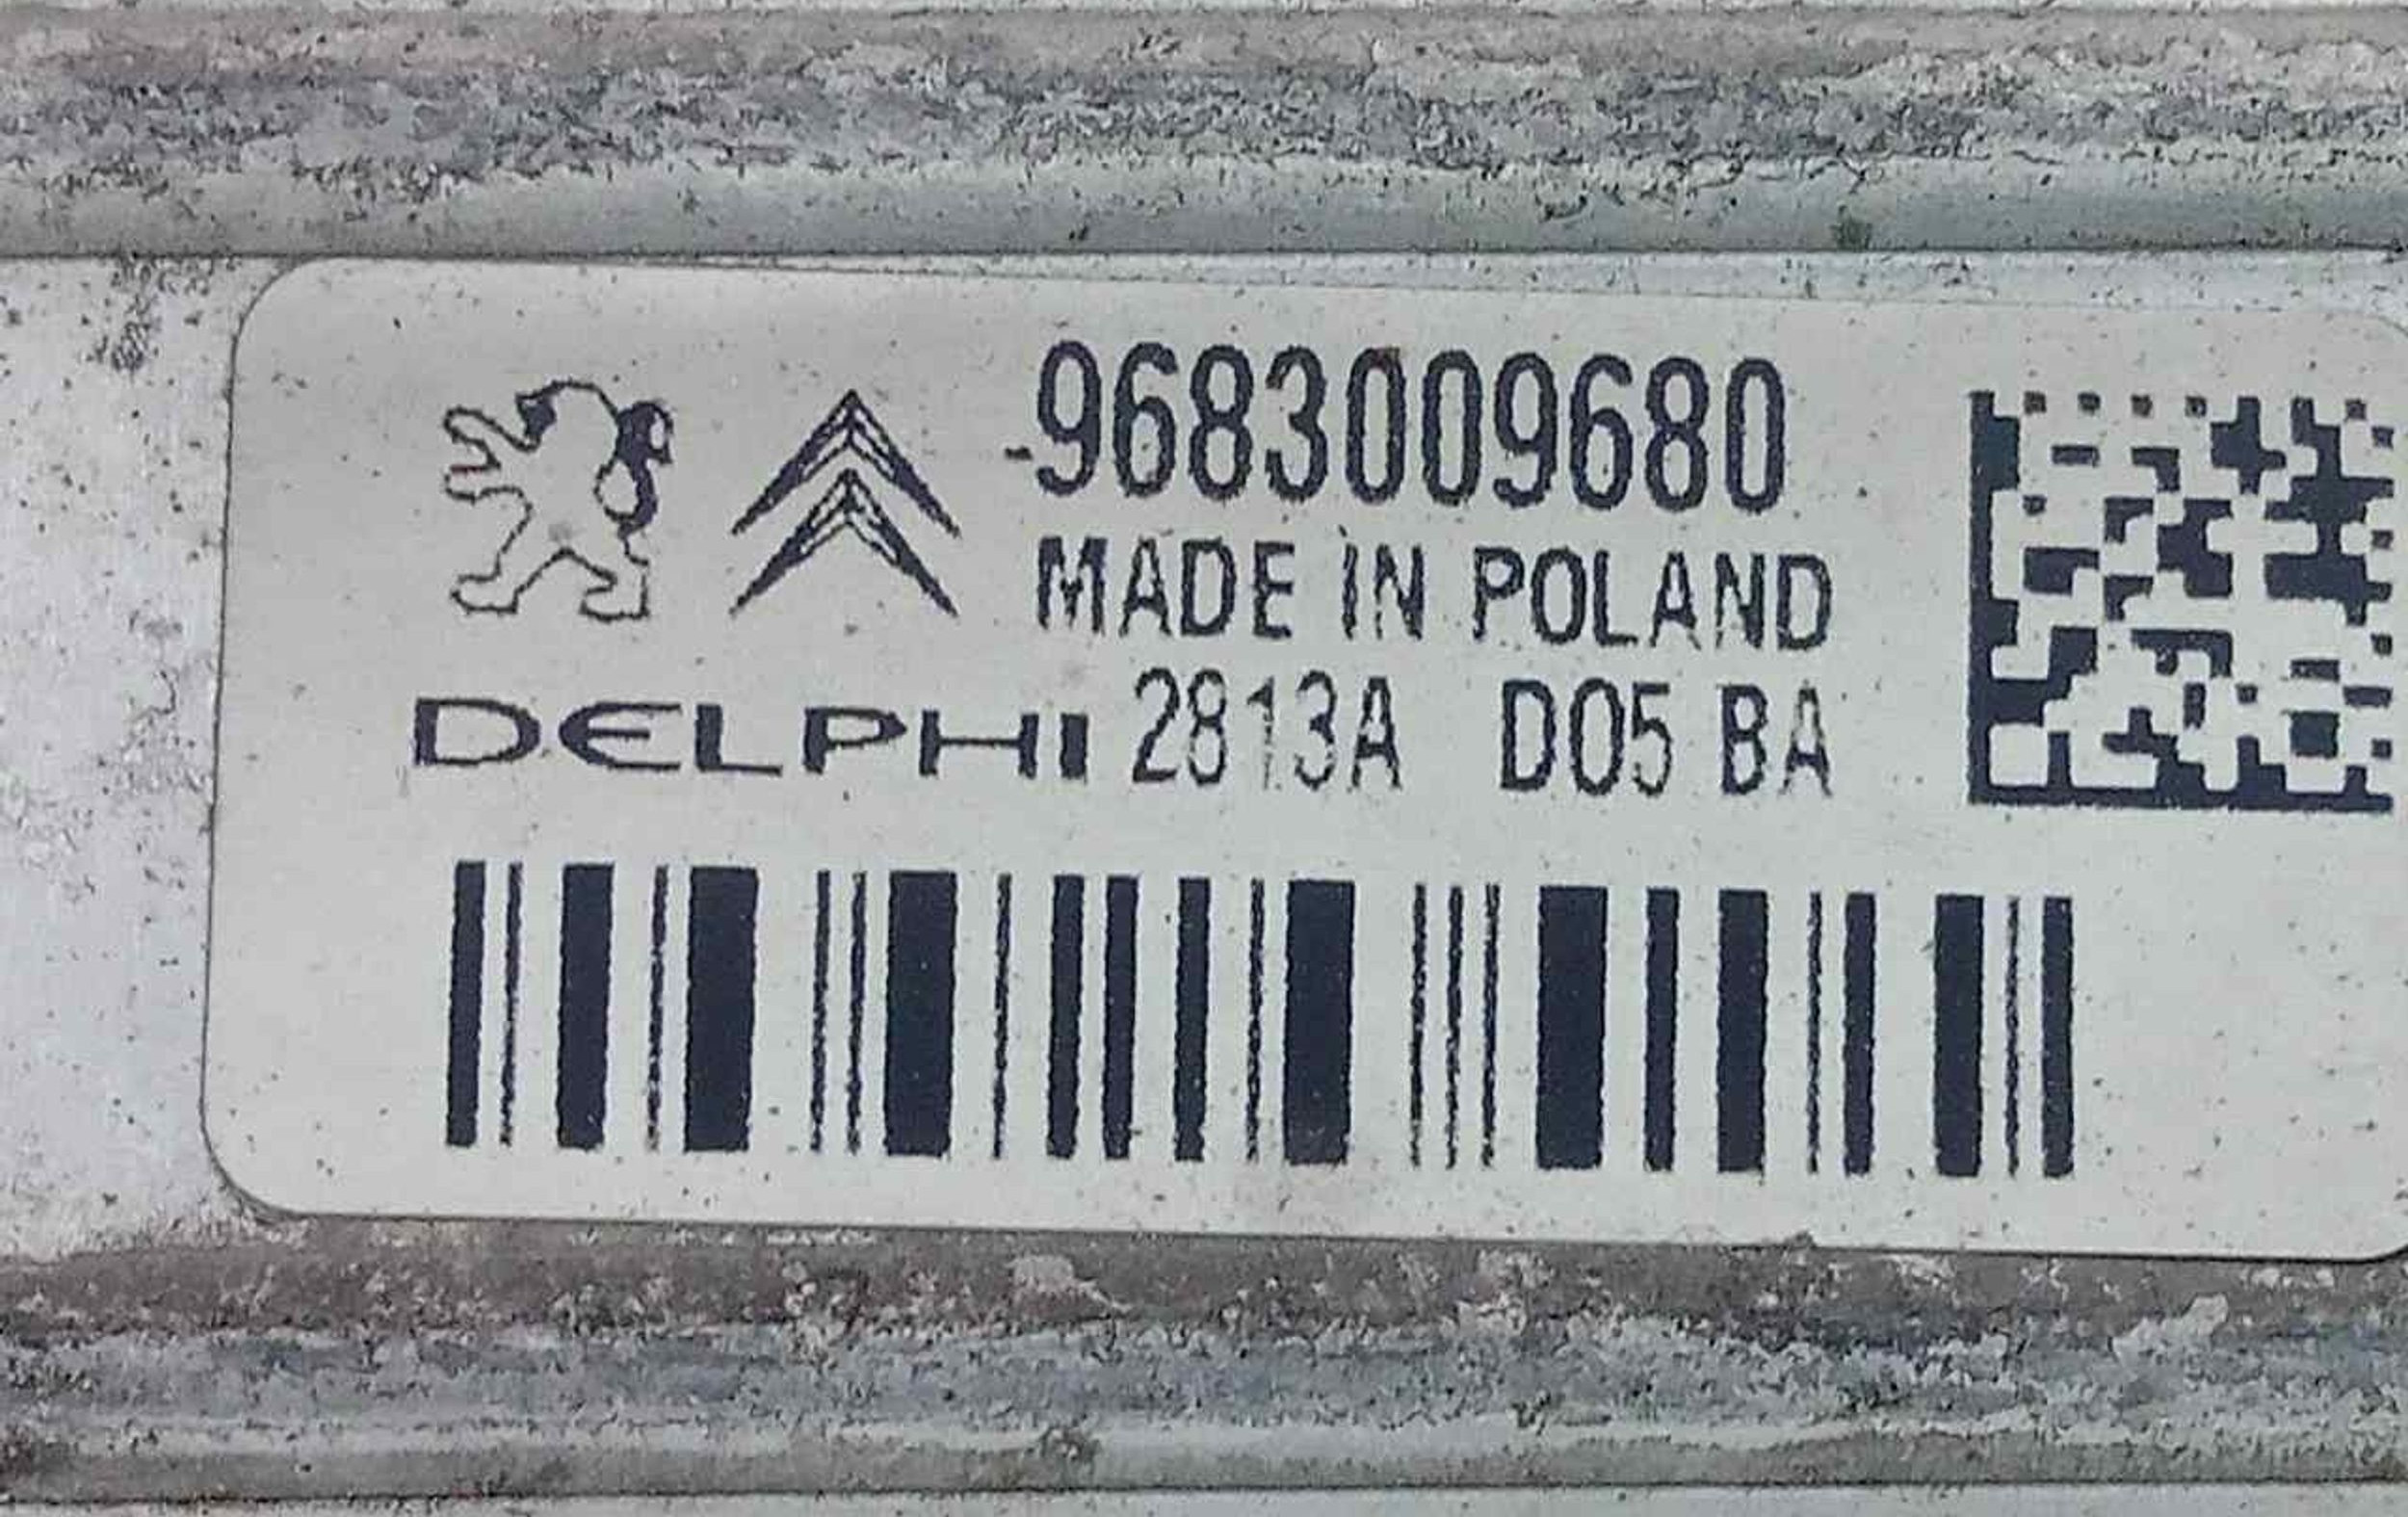 9683009680
MADE IN POLAND
DELPHI 2813A D05 BA